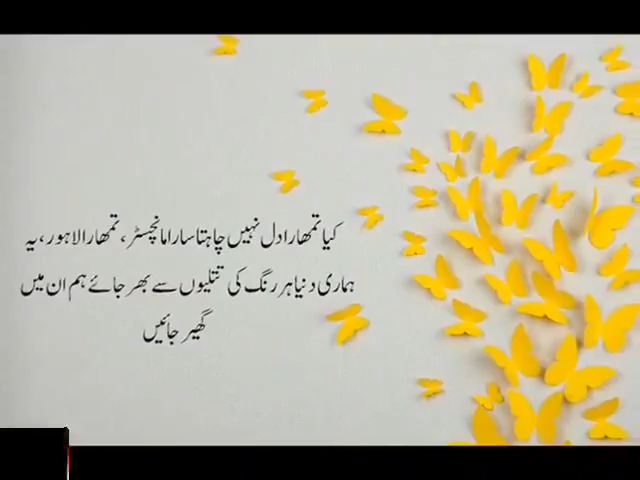 کیا تمھارا دل نہیں چاہتا سارا مانچسٹر، تمھارا لاہور، یہ
ہماری دنیا ہر رنگ کی تتلیوں سے بھر جائے ہم ان میں
گھیر جائیں